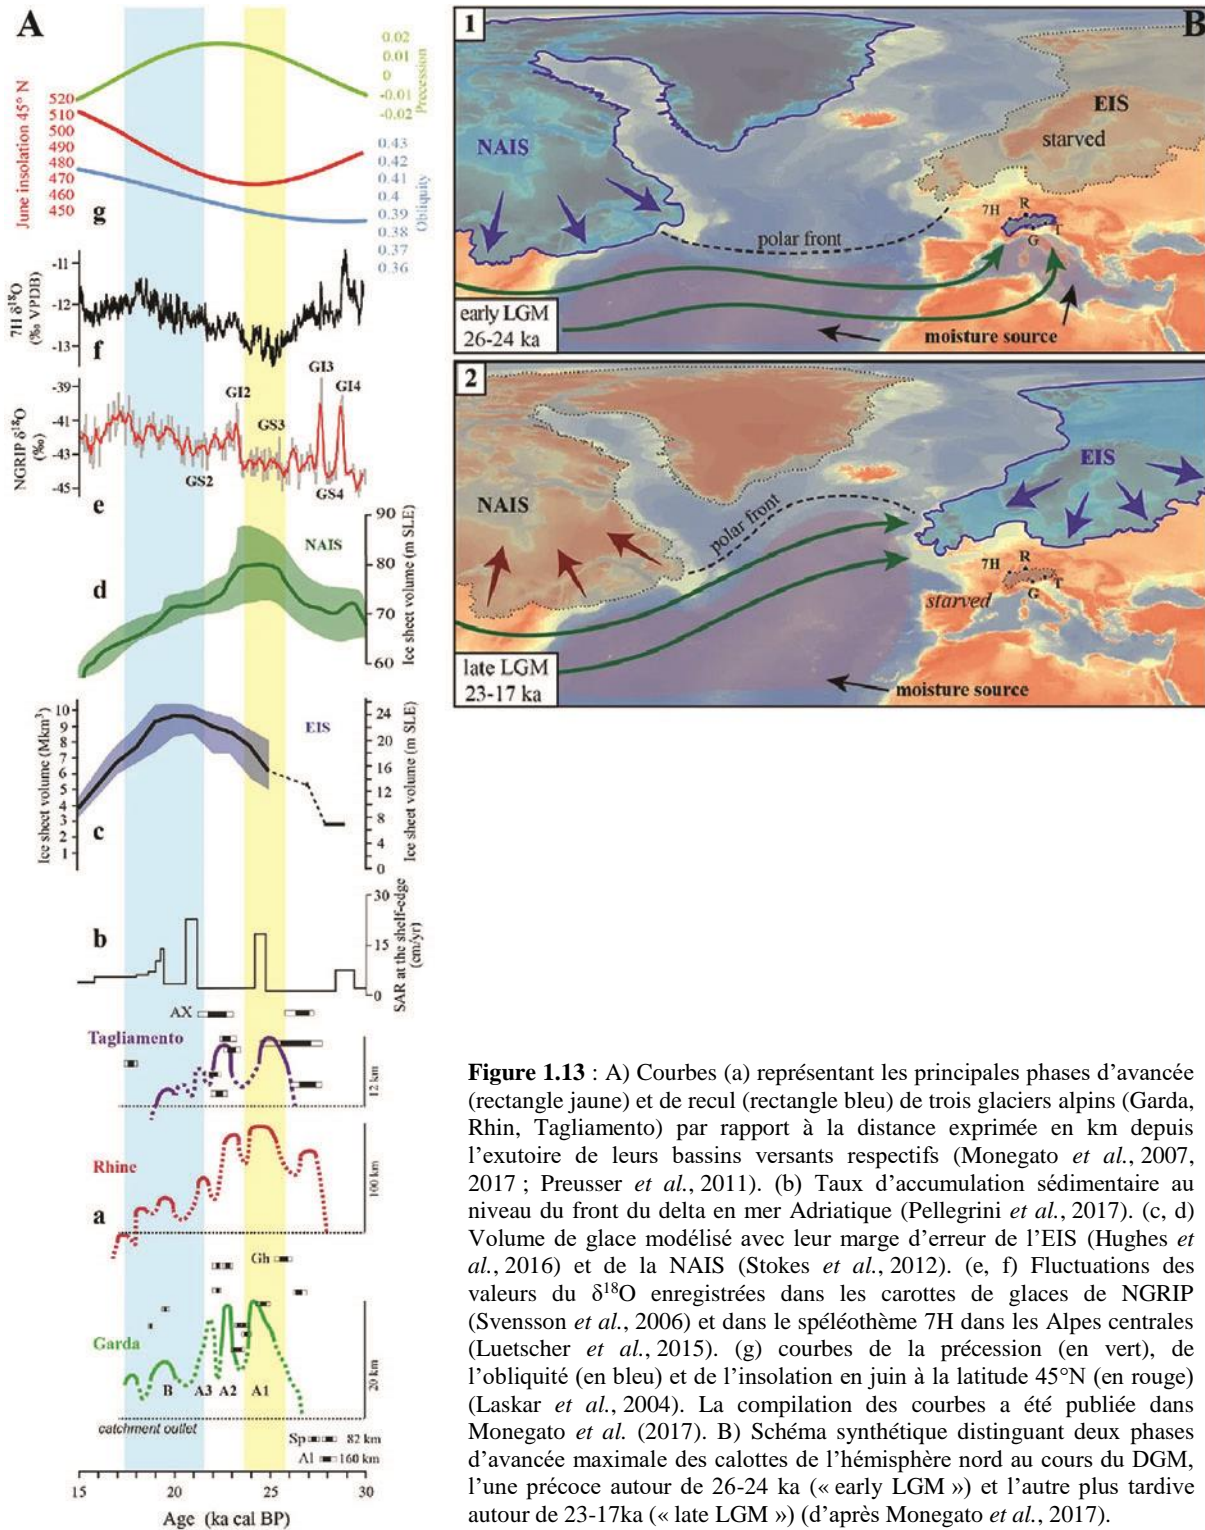 A
0.02
0.01
0
-0.01
-0.02
Precession
520
510
500
490
480
470
460
450
June insolation 45° N
0.43
0.42
0.41
0.4
0.39
0.38
0.37
0.36
Obliquity
g
-11
-12
-13
7H δ18O
(‰ VPDB)
f
-39
-41
-43
-45
NGRIP δ18O
(‰)
GI2
GI3
GI4
GS3
GS2
GS4
e
90
80
70
60
Ice sheet volume (m SLE)
NAIS
d
10
9
8
7
6
5
4
3
2
1
Ice sheet volume (Mkm3)
EIS
24
20
16
12
8
4
0
Ice sheet volume (m SLE)
c
30
15
0
SAR at the shelf-edge
(cm/yr)
b
AX
Tagliamento
12 km
Rhine
100 km
a
Gh
Garda
20 km
B A3 A2 A1
catchment outlet
Sp 82 km
Al 160 km
15 20 25 30
Age (ka cal BP)
1
B
NAIS
EIS
starved
7H R G T
polar front
early LGM
26-24 ka
moisture source
2
NAIS
EIS
polar front
7H R G T
starved
late LGM
23-17 ka
moisture source
Figure 1.13 : A) Courbes (a) représentant les principales phases d’avancée
(rectangle jaune) et de recul (rectangle bleu) de trois glaciers alpins (Garda,
Rhin, Tagliamento) par rapport à la distance exprimée en km depuis
l’exutoire de leurs bassins versants respectifs (Monegato et al., 2007,
2017 ; Preusser et al., 2011). (b) Taux d’accumulation sédimentaire au
niveau du front du delta en mer Adriatique (Pellegrini et al., 2017). (c, d)
Volume de glace modélisé avec leur marge d’erreur de l’EIS (Hughes et
al., 2016) et de la NAIS (Stokes et al., 2012). (e, f) Fluctuations des
valeurs du δ18O enregistrées dans les carottes de glaces de NGRIP
(Svensson et al., 2006) et dans le spéléothème 7H dans les Alpes centrales
(Luetscher et al., 2015). (g) courbes de la précession (en vert), de
l’obliquité (en bleu) et de l’insolation en juin à la latitude 45°N (en rouge)
(Laskar et al., 2004). La compilation des courbes a été publiée dans
Monegato et al. (2017). B) Schéma synthétique distinguant deux phases
d’avancée maximale des calottes de l’hémisphère nord au cours du DGM,
l’une précoce autour de 26-24 ka (« early LGM ») et l’autre plus tardive
autour de 23-17ka (« late LGM ») (d’après Monegato et al., 2017).